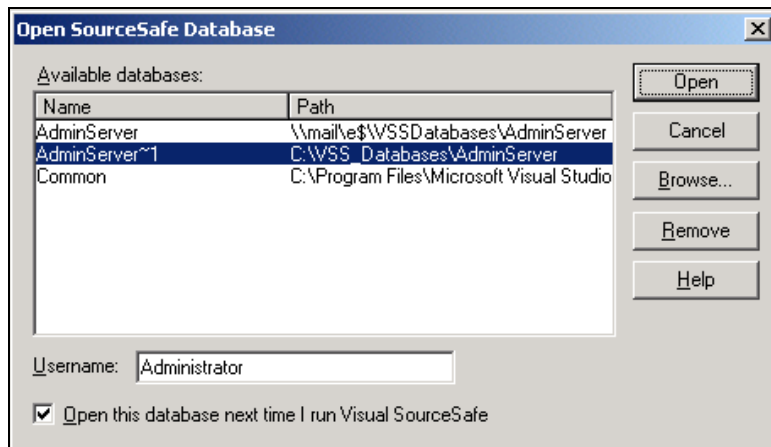 Open SourceSafe Database
Available databases:
Name Path
AdminServer \\mail\e$\VSSDatabases\AdminServer
AdminServer~1 C:\VSS_Databases\AdminServer
Common C:\Program Files\Microsoft Visual Studio
Open
Cancel
Browse...
Remove
Help
Username: Administrator
Open this database next time I run Visual SourceSafe